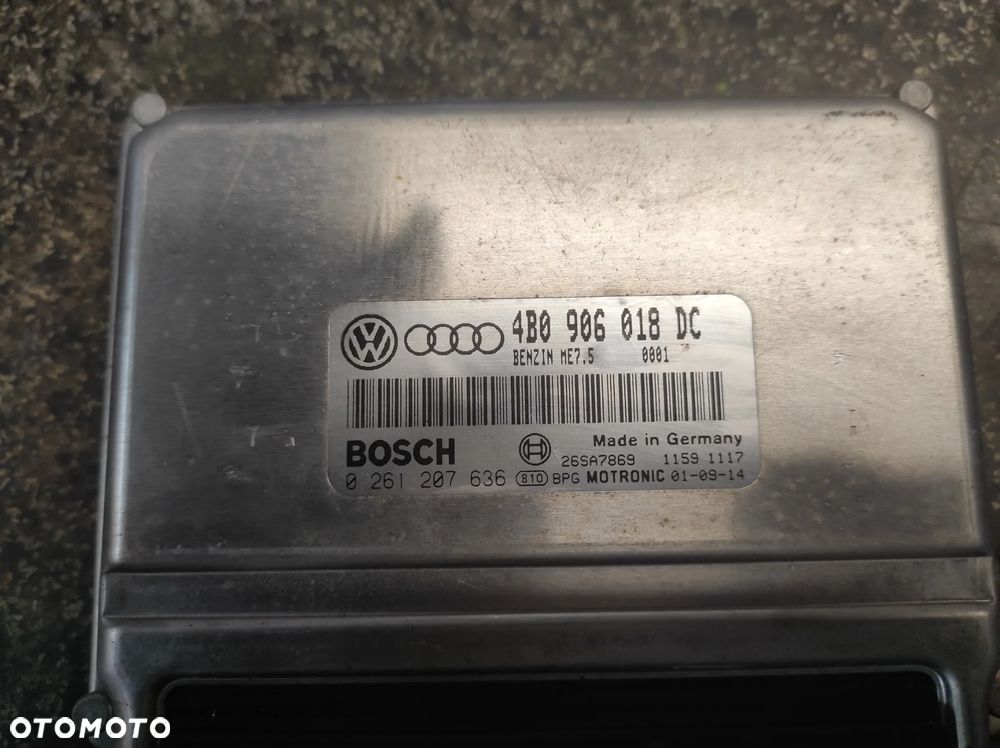 4B0 906 018 DC
BENZIN ME7.5 0001
BOSCH Made in Germany
26SA7869 1159 1117
0 261 207 636 810 BPG MOTRONIC 01-09-14
OTOMOTO